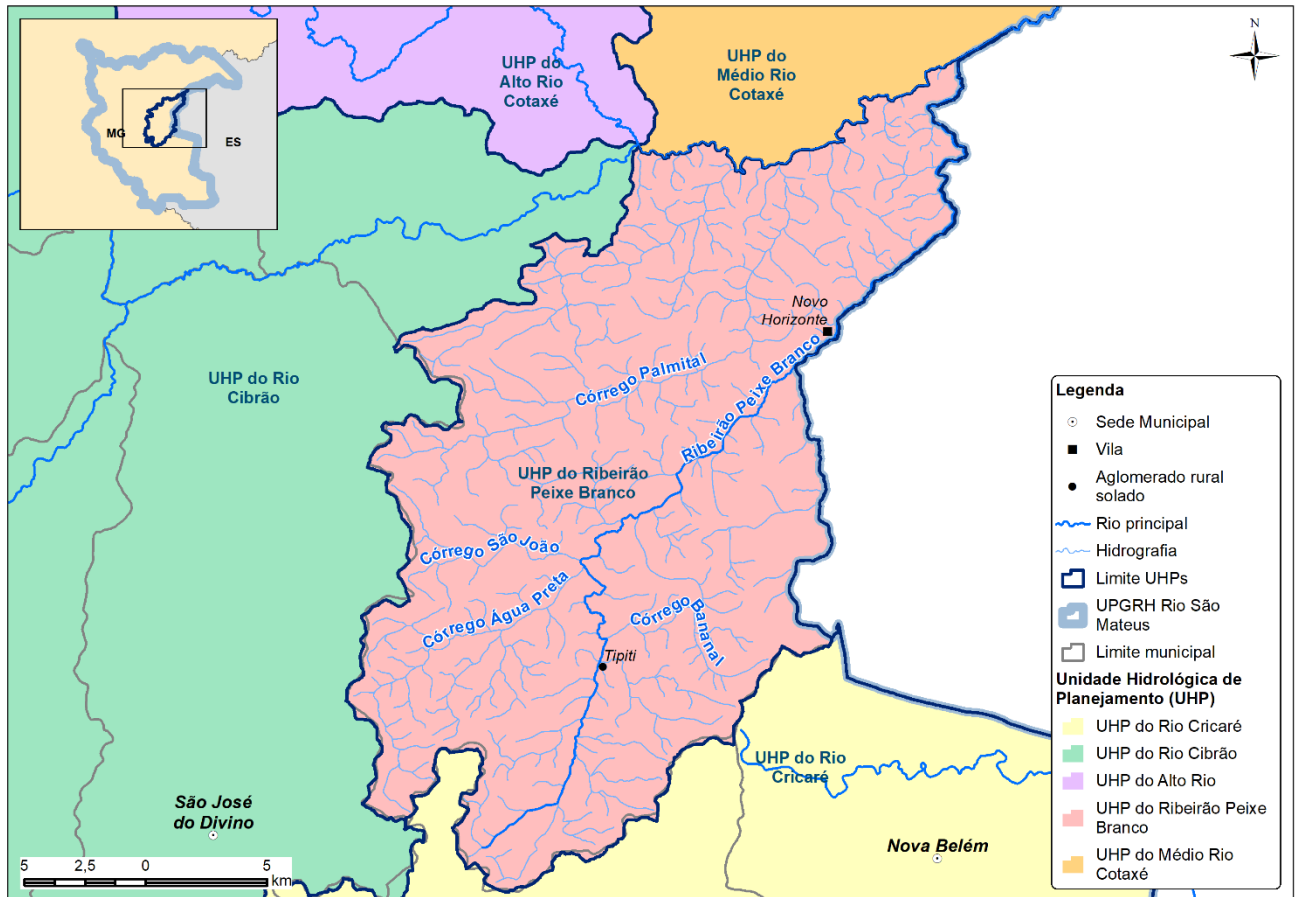 MG
ES
N
UHP do
Alto Rio
Cotaxé
UHP do
Médio Rio
Cotaxé
Novo
Horizonte
Córrego Palmital
Ribeirão Peixe Branco
UHP do Rio
Cibrão
UHP do Ribeirão
Peixe Branco
Córrego São João
Córrego Água Preta
Córrego Bananal
Tipiti
UHP do Rio
Cricaré
São José
do Divino
Nova Belém
5 2,5 0 5
km
Legenda
Sede Municipal
Vila
Aglomerado rural
solado
Rio principal
Hidrografia
Limite UHPs
UPGRH Rio São
Mateus
Limite municipal
Unidade Hidrológica de
Planejamento (UHP)
UHP do Rio Cricaré
UHP do Rio Cibrão
UHP do Alto Rio
UHP do Ribeirão Peixe
Branco
UHP do Médio Rio
Cotaxé